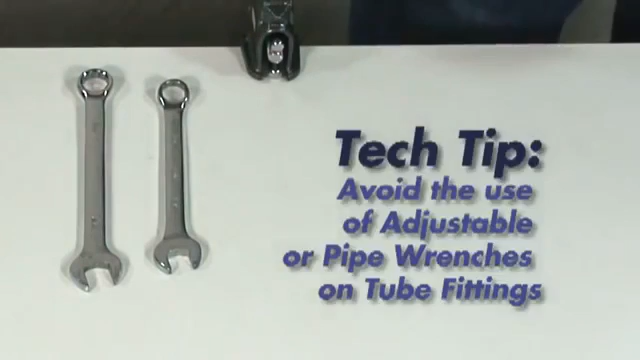 Tech Tip:
Avoid the use
of Adjustable
or Pipe Wrenches
on Tube Fittings